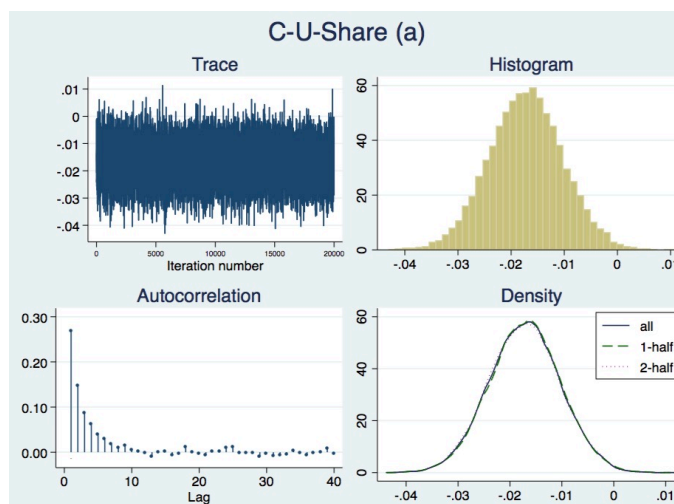 C-U-Share (a)
Trace
.01
0
-.01
-.02
-.03
-.04
0 5000 10000 15000 20000
Iteration number
Histogram
60
40
20
0
-.04 -.03 -.02 -.01 0 .01
Autocorrelation
0.30
0.20
0.10
0.00
0 10 20 30 40
Lag
Density
60
40
20
0
all
1-half
2-half
-.04 -.03 -.02 -.01 0 .01